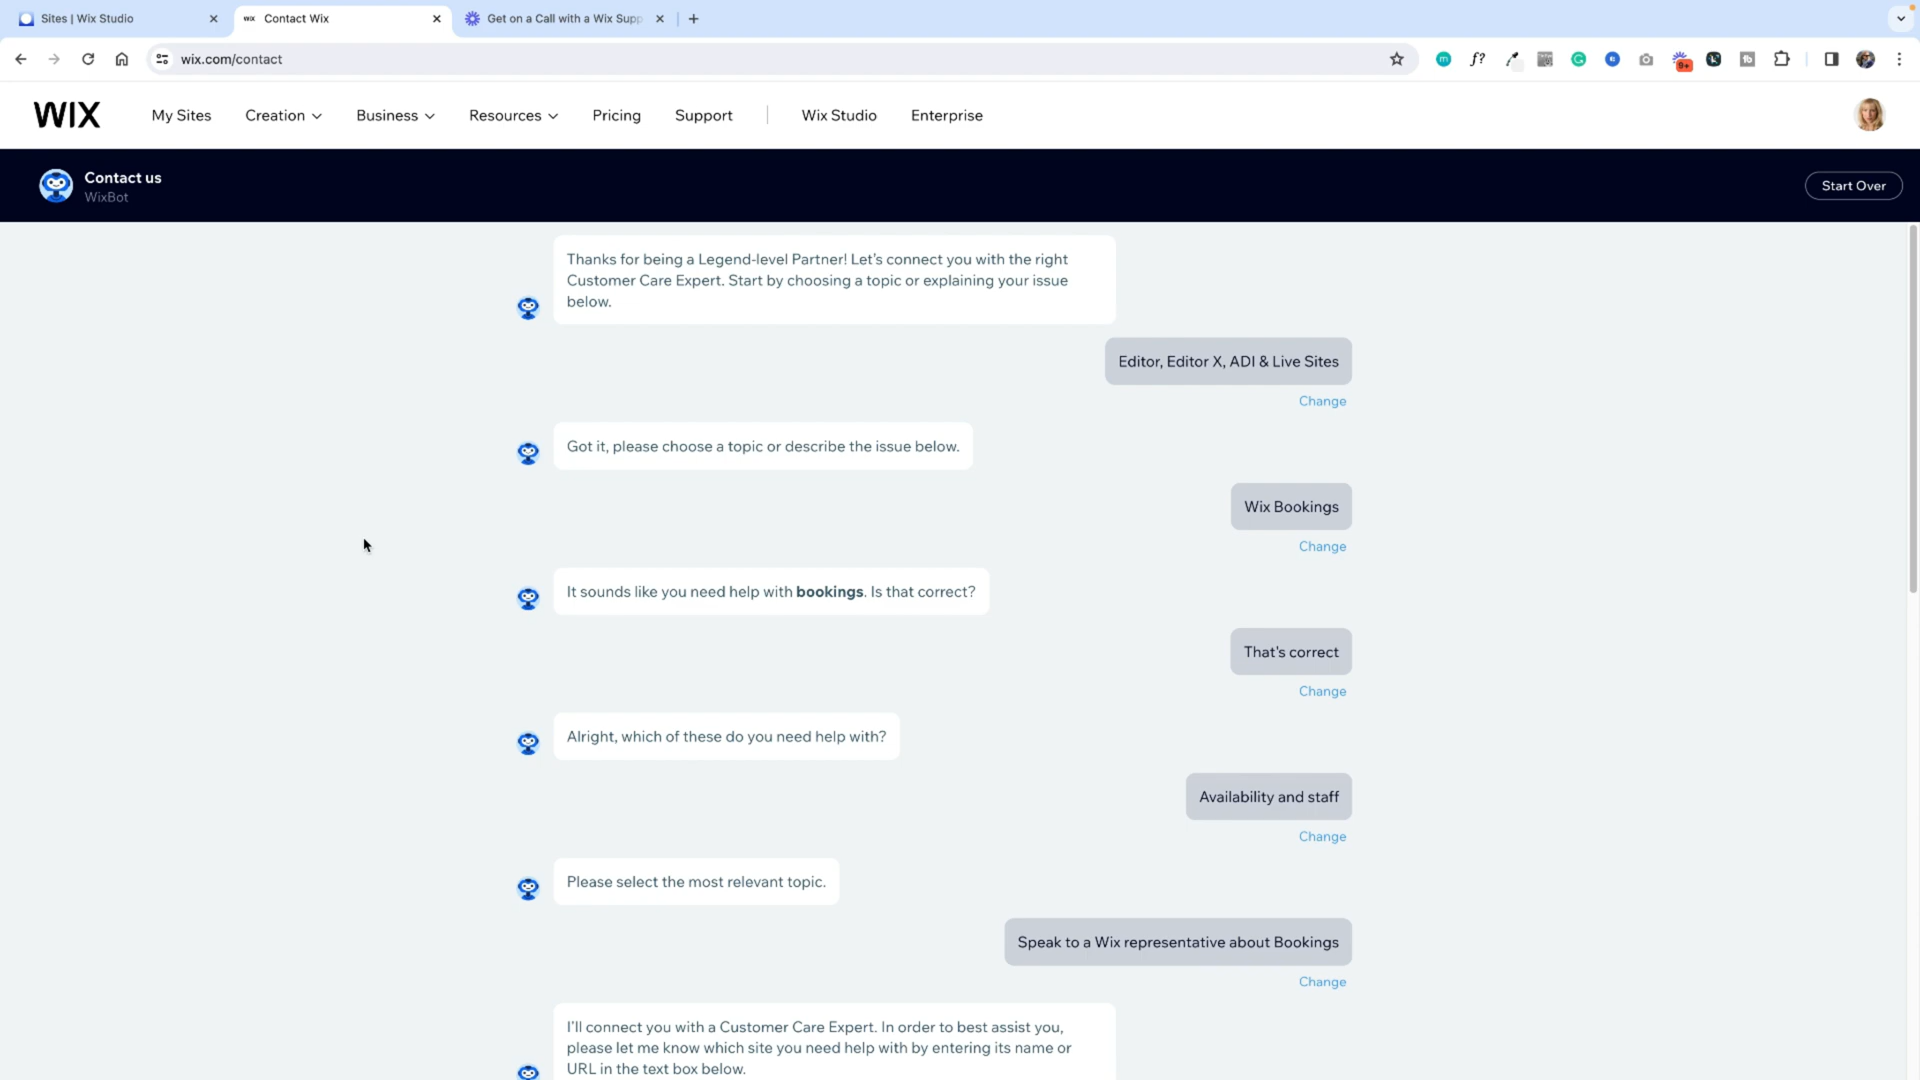 Sites | Wix Studio
WIX Contact Wix
Get on a Call with a Wix Supp
wix.com/contact
f?
9+
WIX
My Sites
Creation
Business
Resources
Pricing
Support
Wix Studio
Enterprise
Contact us
WixBot
Start Over
Thanks for being a Legend-level Partner! Let's connect you with the right
Customer Care Expert. Start by choosing a topic or explaining your issue
below.
Editor, Editor X, ADI & Live Sites
Change
Got it, please choose a topic or describe the issue below.
Wix Bookings
Change
It sounds like you need help with bookings. Is that correct?
That's correct
Change
Alright, which of these do you need help with?
Availability and staff
Change
Please select the most relevant topic.
Speak to a Wix representative about Bookings
Change
I'll connect you with a Customer Care Expert. In order to best assist you,
please let me know which site you need help with by entering its name or
URL in the text box below.